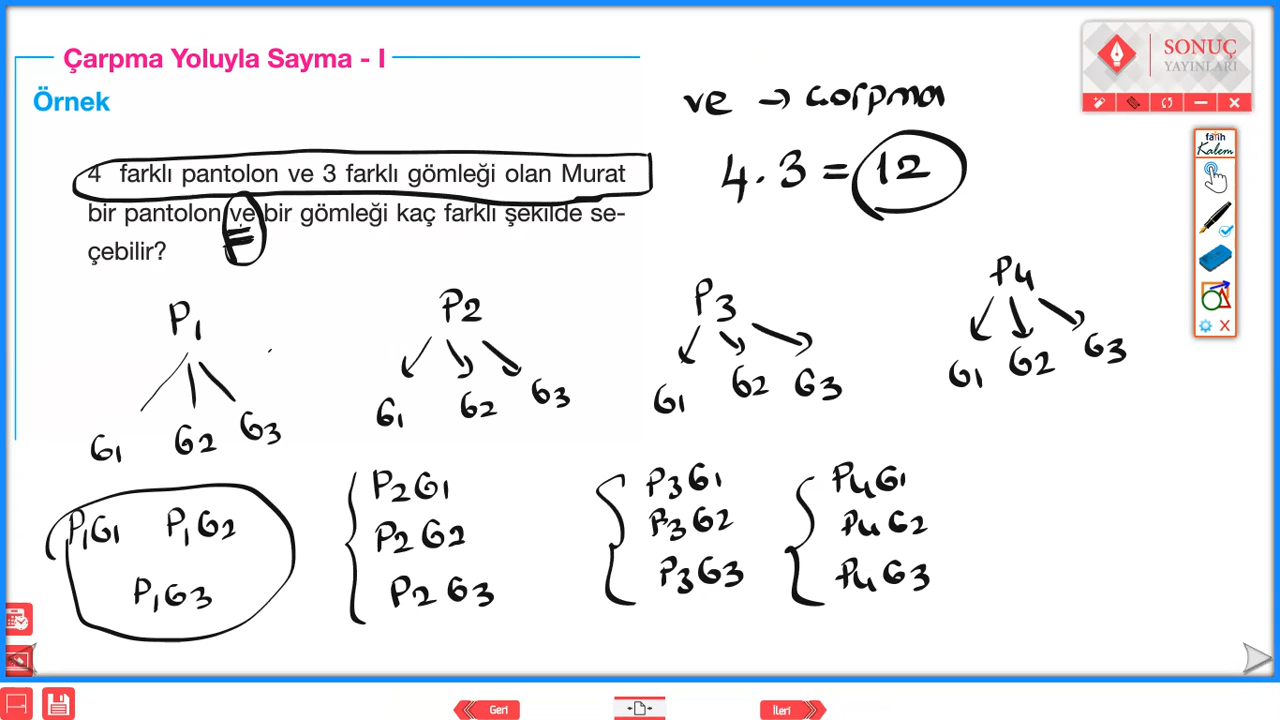 Çarpma Yoluyla Sayma - I
Örnek
4 farklı pantolon ve 3 farklı gömleği olan Murat
bir pantolon ve bir gömleği kaç farklı şekilde se-
çebilir?
ve → corpma
4 . 3 = 12
SONUÇ
YAYINLARI
fatih
Kalem
P1
P2
P3
P4
G1 G2 G3
G1 G2 G3
G1 G2 G3
G1 G2 G3
P1G1 P1G2
P1G3
P2G1
P2G2
P2G3
P3G1
P3G2
P3G3
P4G1
P4G2
P4G3
Geri
İleri